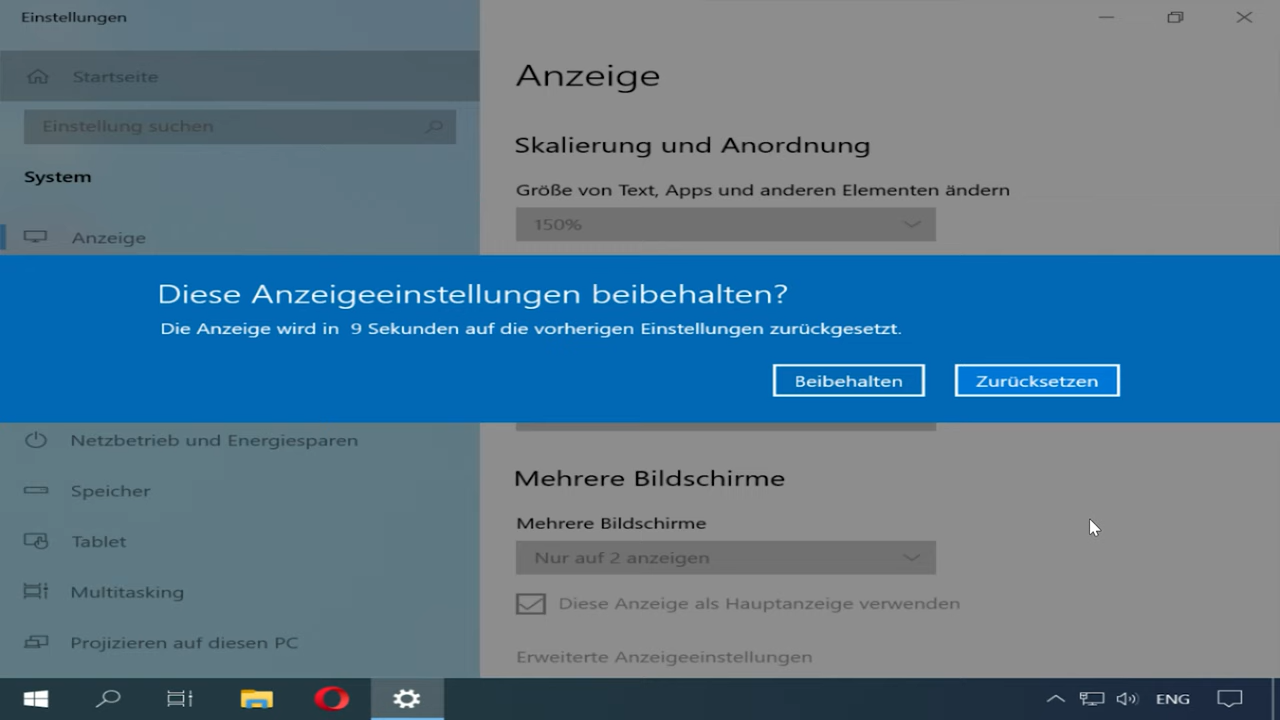 Einstellungen
Startseite
Einstellung suchen
System
Anzeige
Anzeige
Skalierung und Anordnung
Größe von Text, Apps und anderen Elementen ändern
150%
Diese Anzeigeeinstellungen beibehalten?
Die Anzeige wird in 9 Sekunden auf die vorherigen Einstellungen zurückgesetzt.
Beibehalten
Zurücksetzen
Netzbetrieb und Energiesparen
Speicher
Tablet
Multitasking
Projizieren auf diesen PC
Mehrere Bildschirme
Mehrere Bildschirme
Nur auf 2 anzeigen
Diese Anzeige als Hauptanzeige verwenden
Erweiterte Anzeigeeinstellungen
ENG